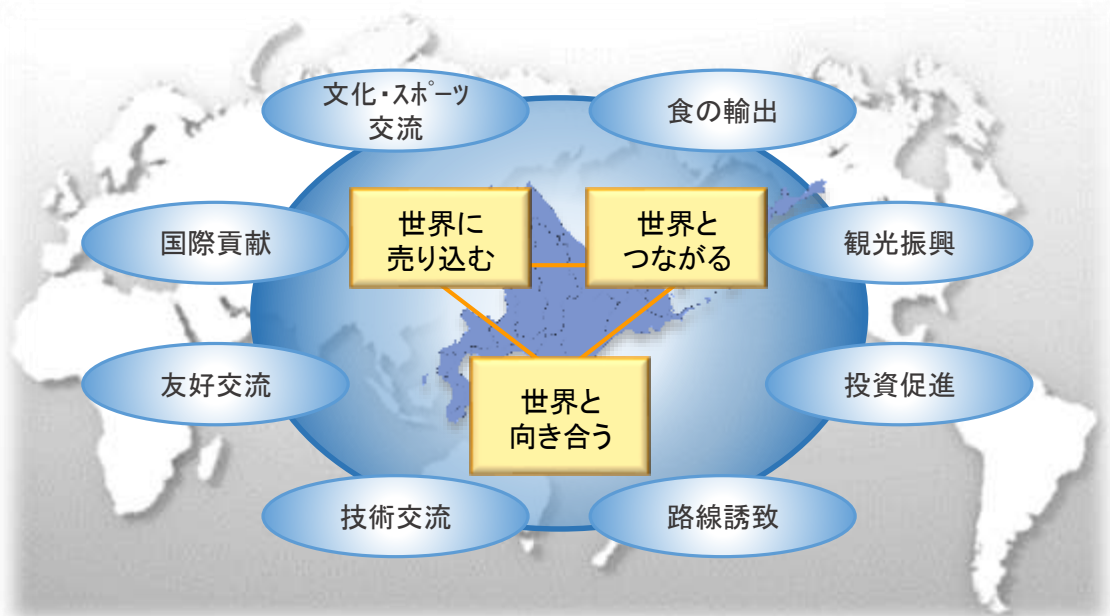 文化・ｽﾎﾟｰﾂ
交流
食の輸出
世界に
売り込む
世界と
つながる
国際貢献
観光振興
友好交流
投資促進
世界と
向き合う
技術交流
路線誘致